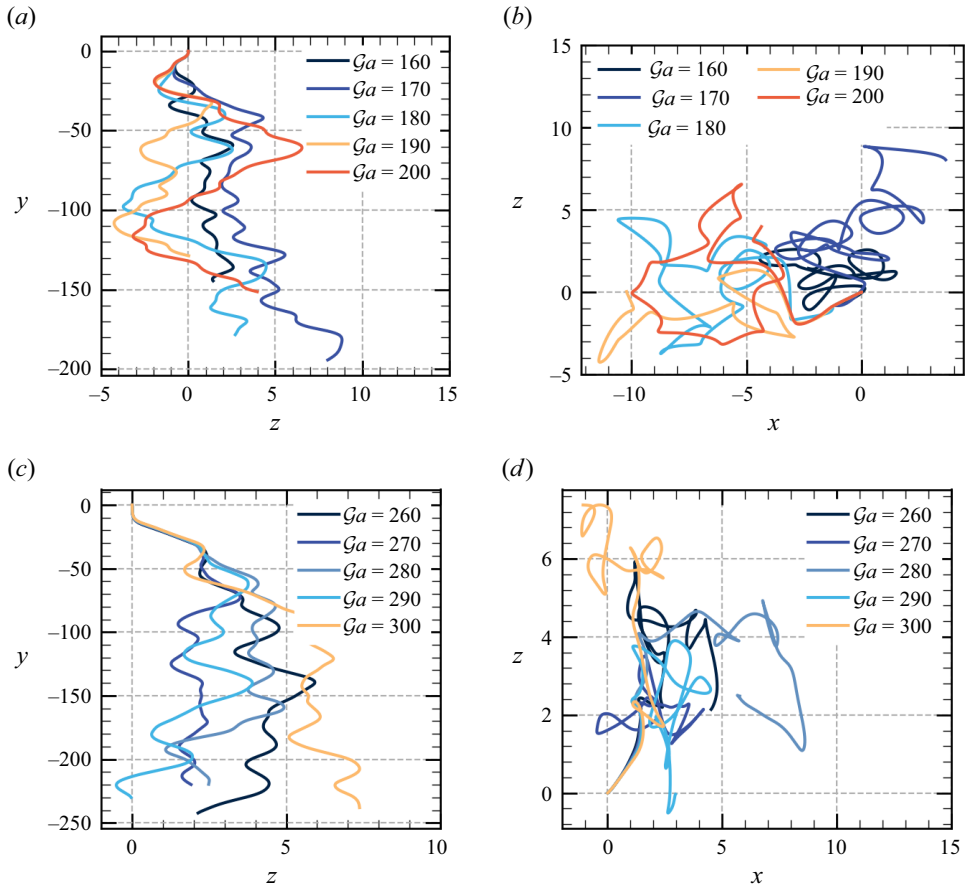 (a)
0
−50
−100
−150
−200
y
−5
0
5
10
15
z
𝒢a = 160
𝒢a = 170
𝒢a = 180
𝒢a = 190
𝒢a = 200
(b)
15
10
5
0
−5
z
−10
−5
0
x
𝒢a = 160
𝒢a = 170
𝒢a = 180
𝒢a = 190
𝒢a = 200
(c)
0
−50
−100
−150
−200
−250
y
0
5
10
z
𝒢a = 260
𝒢a = 270
𝒢a = 280
𝒢a = 290
𝒢a = 300
(d)
6
4
2
0
z
0
5
10
15
x
𝒢a = 260
𝒢a = 270
𝒢a = 280
𝒢a = 290
𝒢a = 300